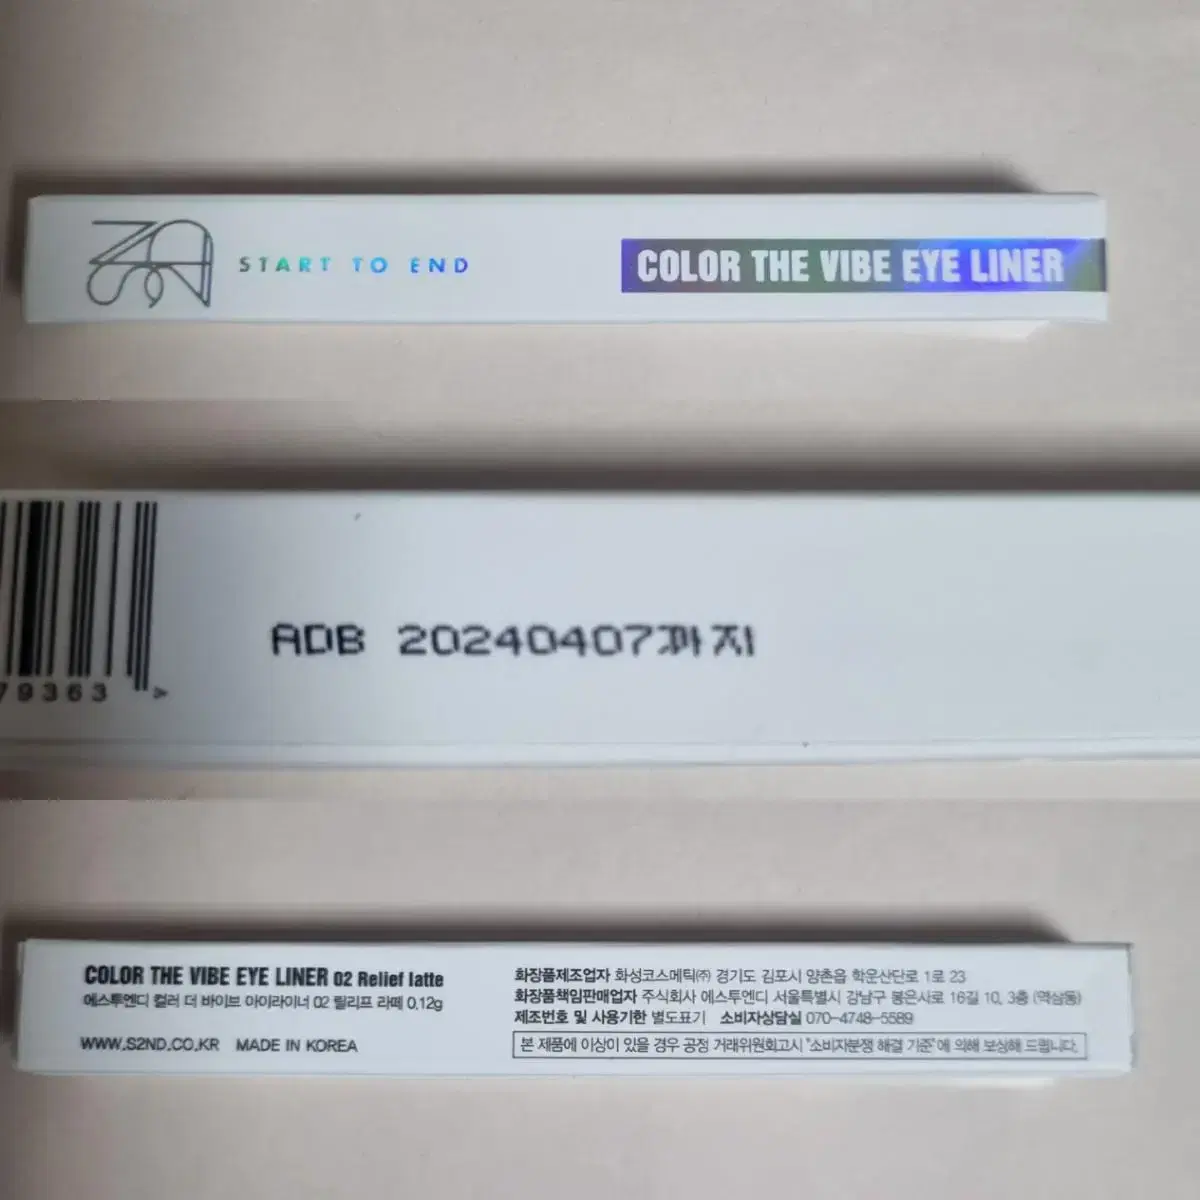 START TO END
COLOR THE VIBE EYE LINER
79363 >
ADB 20240407까지
COLOR THE VIBE EYE LINER 02 Relief latte
에스투엔디 컬러 더 바이브 아이라이너 02 릴리프 라떼 0.12g
WWW.S2ND.CO.KR MADE IN KOREA
화장품제조업자 화성코스메틱㈜ 경기도 김포시 양촌읍 학운산단로 1로 23
화장품책임판매업자 주식회사 에스투엔디 서울특별시 강남구 봉은사로 16길 10, 3층 (역삼동)
제조번호 및 사용기한 별도표기 소비자상담실 070-4748-5589
본 제품에 이상이 있을 경우 공정 거래위원회고시 "소비자분쟁 해결 기준"에 의해 보상해 드립니다.